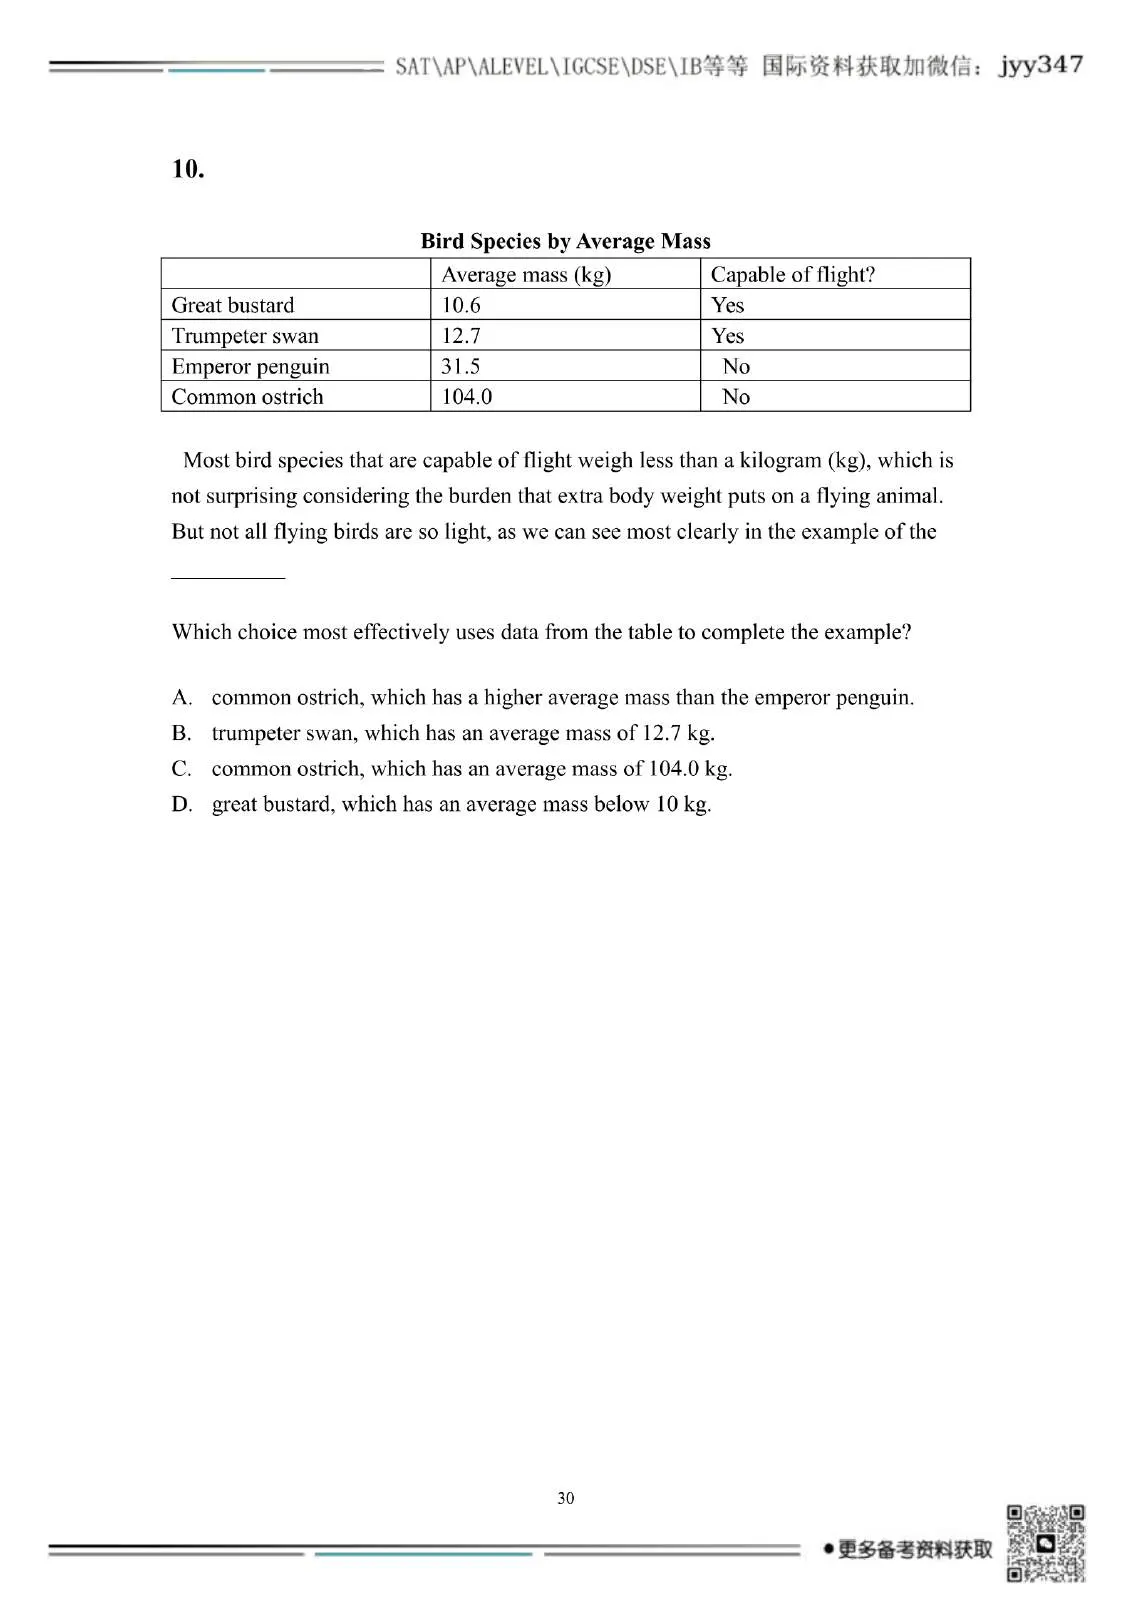 SAT\AP\ALEVEL\IGCSE\DSE\IB等等 国际资料获取加微信：jyy347
10.
Bird Species by Average Mass
Average mass (kg) Capable of flight?
Great bustard 10.6 Yes
Trumpeter swan 12.7 Yes
Emperor penguin 31.5 No
Common ostrich 104.0 No
Most bird species that are capable of flight weigh less than a kilogram (kg), which is
not surprising considering the burden that extra body weight puts on a flying animal.
But not all flying birds are so light, as we can see most clearly in the example of the
__________
Which choice most effectively uses data from the table to complete the example?
A. common ostrich, which has a higher average mass than the emperor penguin.
B. trumpeter swan, which has an average mass of 12.7 kg.
C. common ostrich, which has an average mass of 104.0 kg.
D. great bustard, which has an average mass below 10 kg.
30
●更多备考资料获取